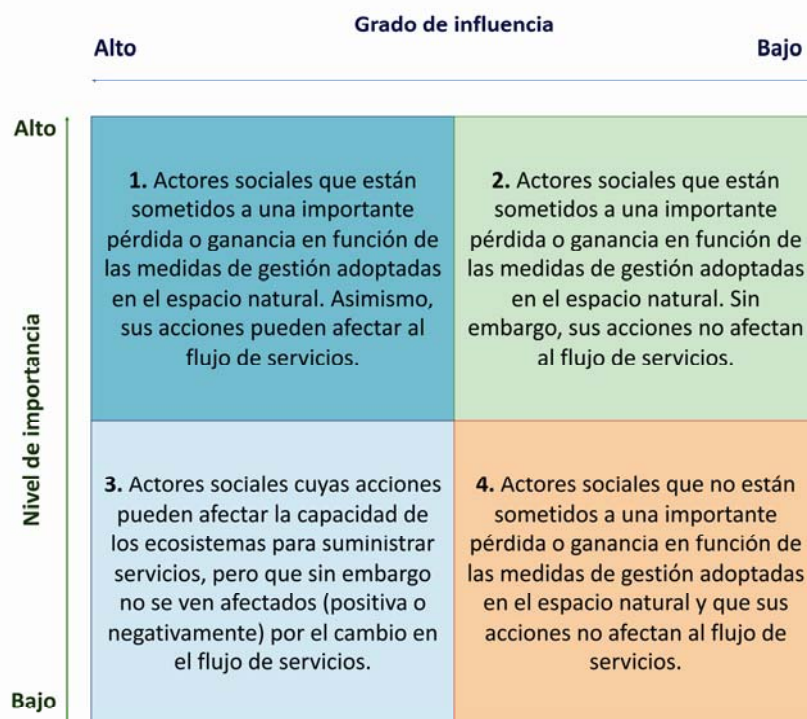 Grado de influencia
Alto
Bajo
Alto
Nivel de importancia
Bajo
1. Actores sociales que están
sometidos a una importante
pérdida o ganancia en función de
las medidas de gestión adoptadas
en el espacio natural. Asimismo,
sus acciones pueden afectar al
flujo de servicios.
2. Actores sociales que están
sometidos a una importante
pérdida o ganancia en función de
las medidas de gestión adoptadas
en el espacio natural. Sin
embargo, sus acciones no afectan
al flujo de servicios.
3. Actores sociales cuyas acciones
pueden afectar la capacidad de
los ecosistemas para suministrar
servicios, pero que sin embargo
no se ven afectados (positiva o
negativamente) por el cambio en
el flujo de servicios.
4. Actores sociales que no están
sometidos a una importante
pérdida o ganancia en función de
las medidas de gestión adoptadas
en el espacio natural y que sus
acciones no afectan al flujo de
servicios.